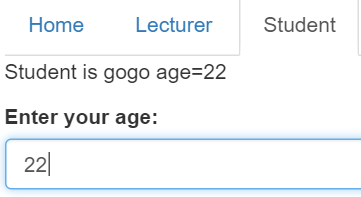 Home Lecturer Student
Student is gogo age=22
Enter your age:
22